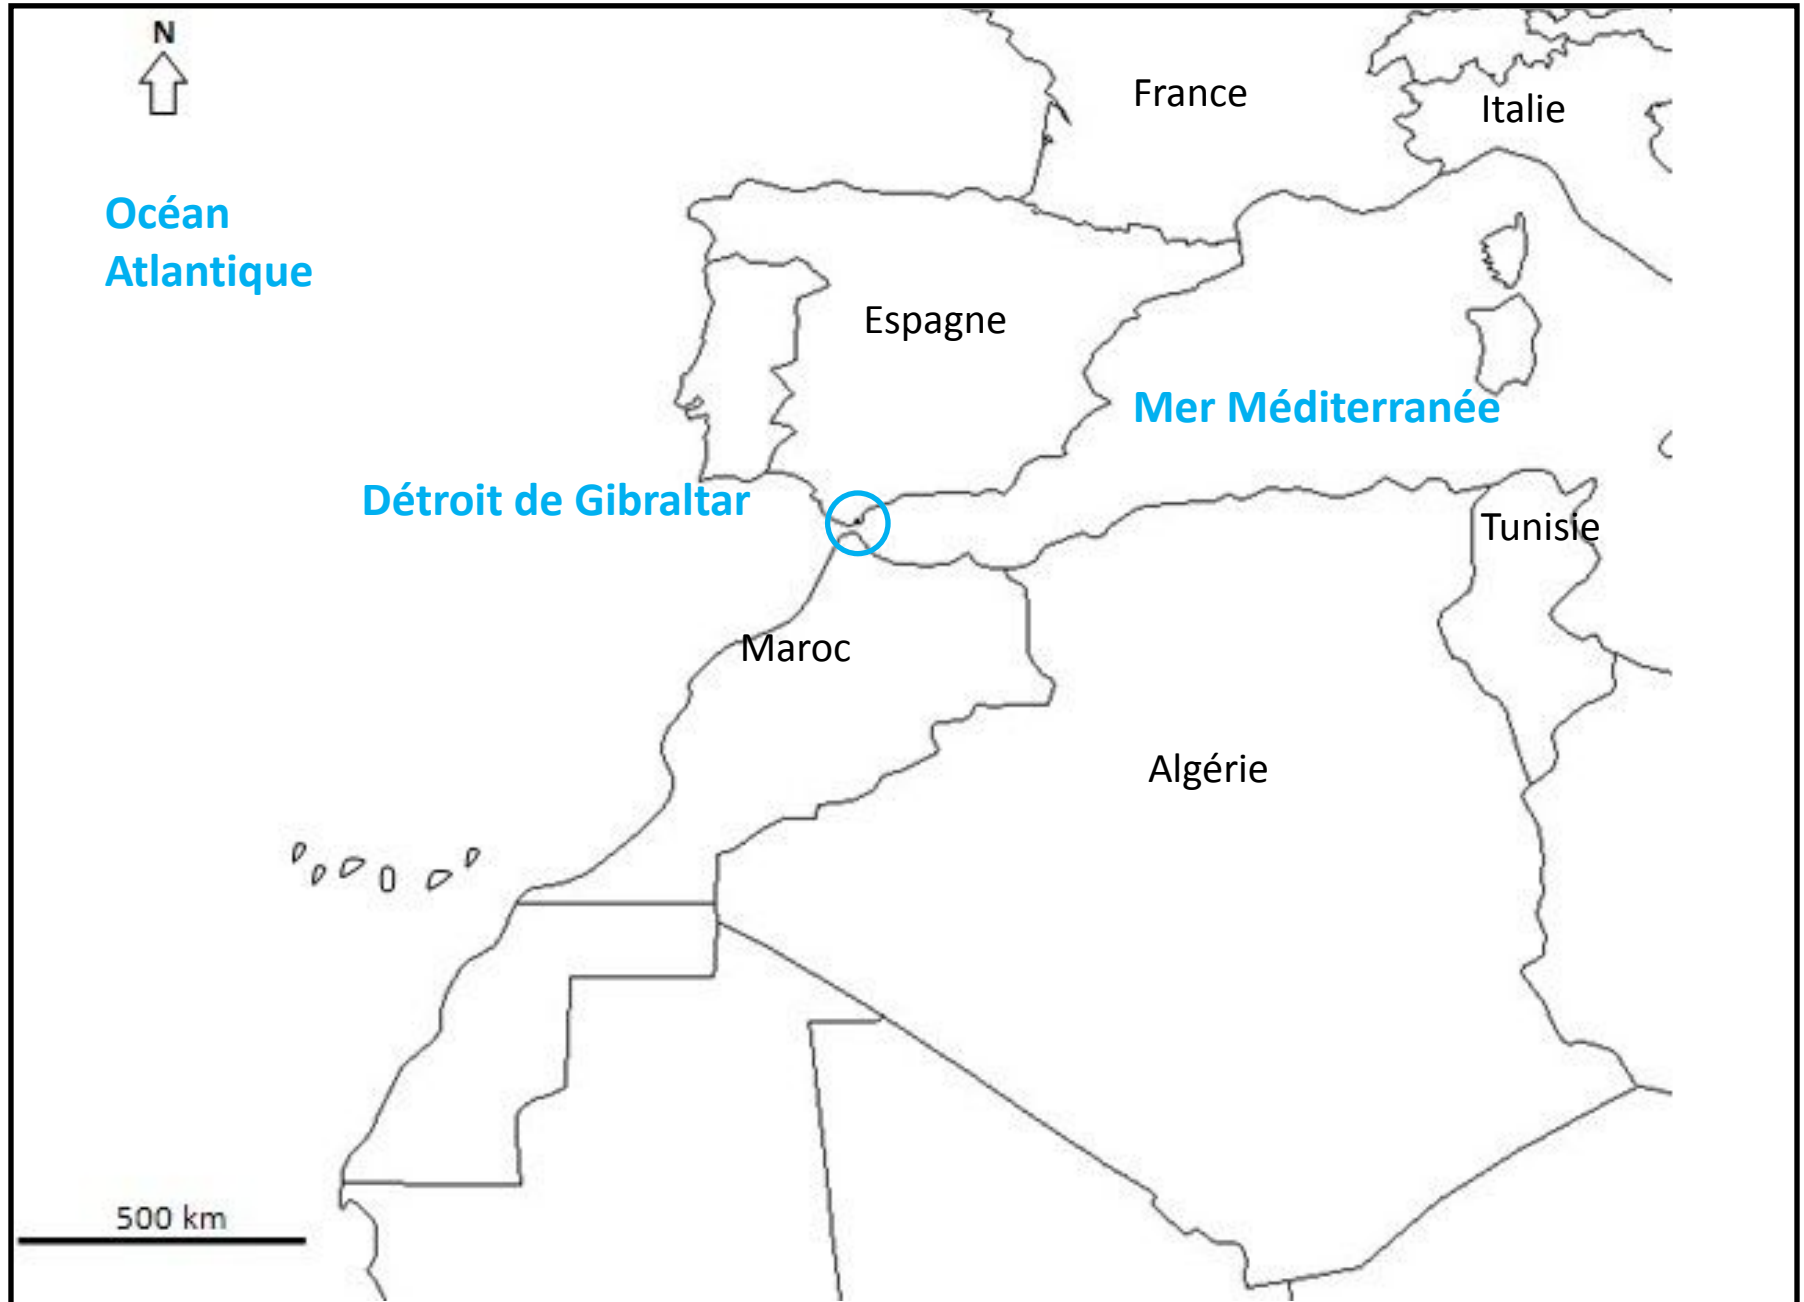 N
France
Italie
Océan
Atlantique
Espagne
Mer Méditerranée
Détroit de Gibraltar
Tunisie
Maroc
Algérie
500 km